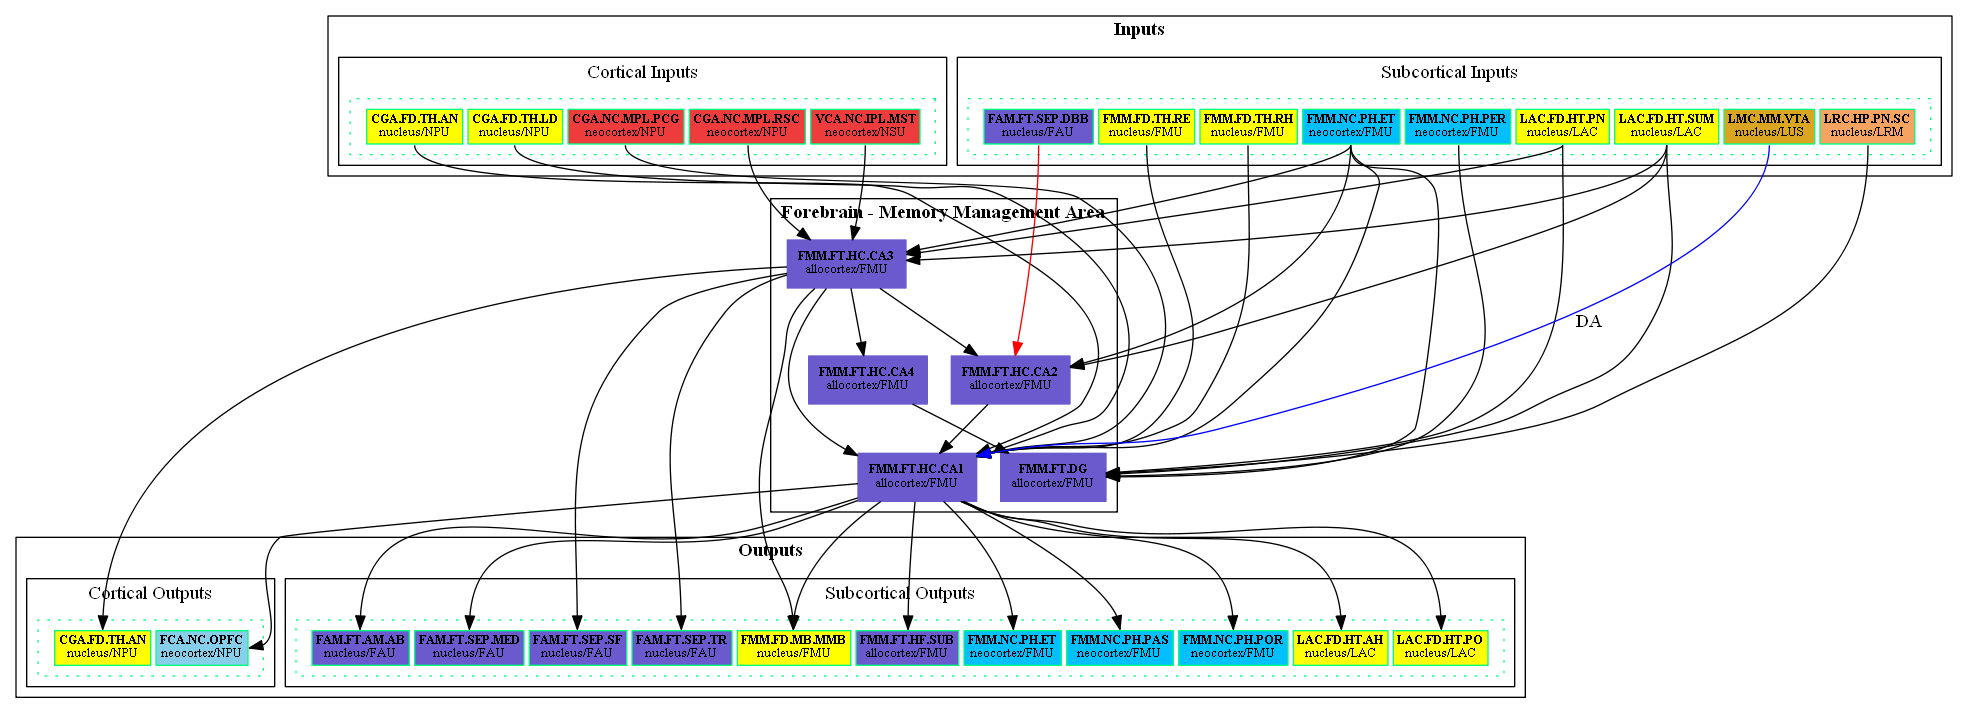 Inputs
Cortical Inputs
Subcortical Inputs
CGA.FD.TH.AN
nucleus/NPU
CGA.FD.TH.LD
nucleus/NPU
CGA.NC.MPL.PCG
neocortex/NPU
CGA.NC.MPL.RSC
neocortex/NPU
VCA.NC.IPL.MST
neocortex/NSU
FAM.FT.SEP.DBB
nucleus/FAU
FMM.FD.TH.RE
nucleus/FMU
FMM.FD.TH.RH
nucleus/FMU
FMM.NC.PH.ET
neocortex/FMU
FMM.NC.PH.PER
neocortex/FMU
LAC.FD.HT.PN
nucleus/LAC
LAC.FD.HT.SUM
nucleus/LAC
LMC.MM.VTA
nucleus/LUS
LRC.HP.PN.SC
nucleus/LRM
Forebrain - Memory Management Area
FMM.FT.HC.CA3
allocortex/FMU
DA
FMM.FT.HC.CA4
allocortex/FMU
FMM.FT.HC.CA2
allocortex/FMU
FMM.FT.HC.CA1
allocortex/FMU
FMM.FT.DG
allocortex/FMU
Outputs
Cortical Outputs
Subcortical Outputs
CGA.FD.TH.AN
nucleus/NPU
FCA.NC.OPFC
neocortex/NPU
FAM.FT.AM.AB
nucleus/FAU
FAM.FT.SEP.MED
nucleus/FAU
FAM.FT.SEP.SF
nucleus/FAU
FAM.FT.SEP.TR
nucleus/FAU
FMM.FD.MB.MMB
nucleus/FMU
FMM.FT.HF.SUB
allocortex/FMU
FMM.NC.PH.ET
neocortex/FMU
FMM.NC.PH.PAS
neocortex/FMU
FMM.NC.PH.POR
neocortex/FMU
LAC.FD.HT.AH
nucleus/LAC
LAC.FD.HT.PO
nucleus/LAC